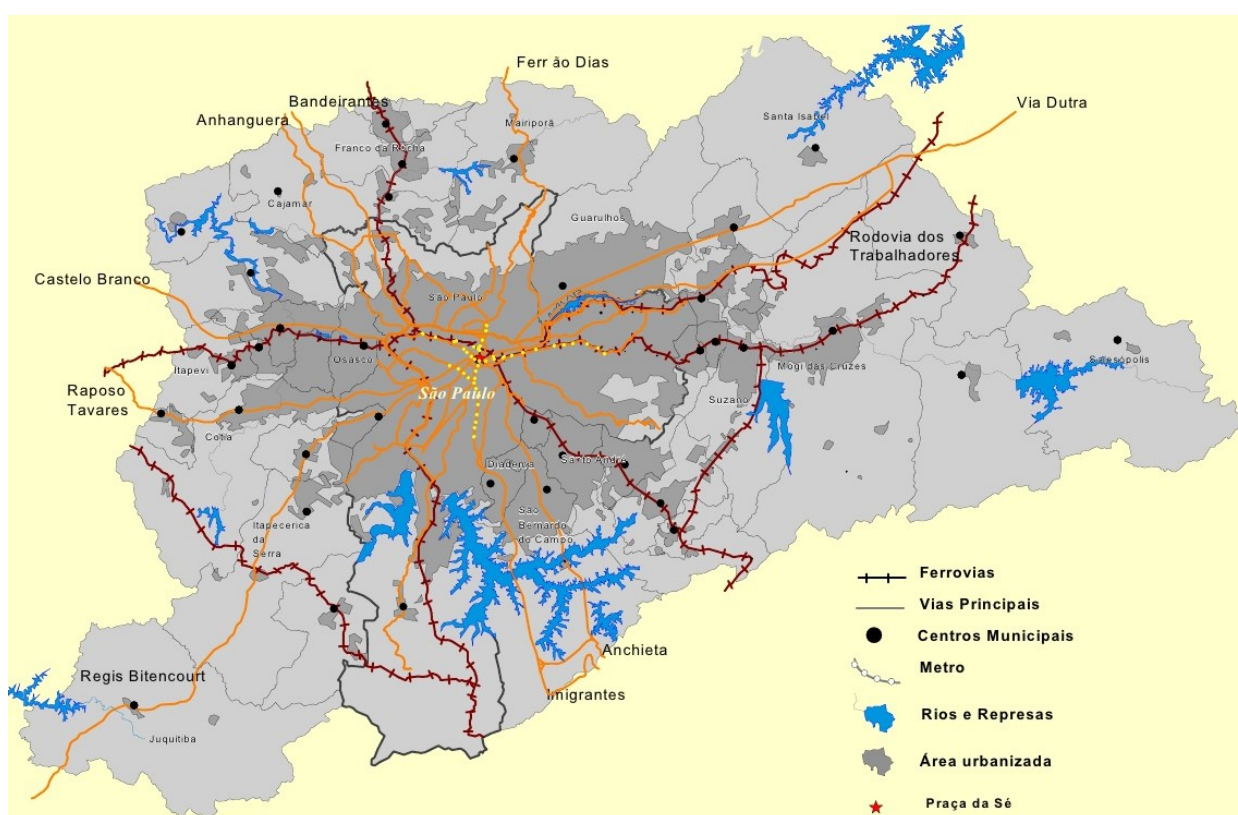 Ferr ão Dias
Bandeirantes
Via Dutra
Anhanguera
Santa Isabel
Mairiporã
Franco da Rocha
Cajamar
Guarulhos
Rodovia dos
Trabalhadores
Castelo Branco
São Paulo
Osasco
Itapevi
Salesópolis
Mogi das Cruzes
Raposo
Tavares
São Paulo
Suzano
Cotia
Santo André
Diadema
São
Bernardo
do Campo
Itapecerica
da
Serra
Ferrovias
Vias Principais
Centros Municipais
Anchieta
Metro
Regis Bitencourt
Imigrantes
Rios e Represas
Juquitiba
Área urbanizada
Praça da Sé